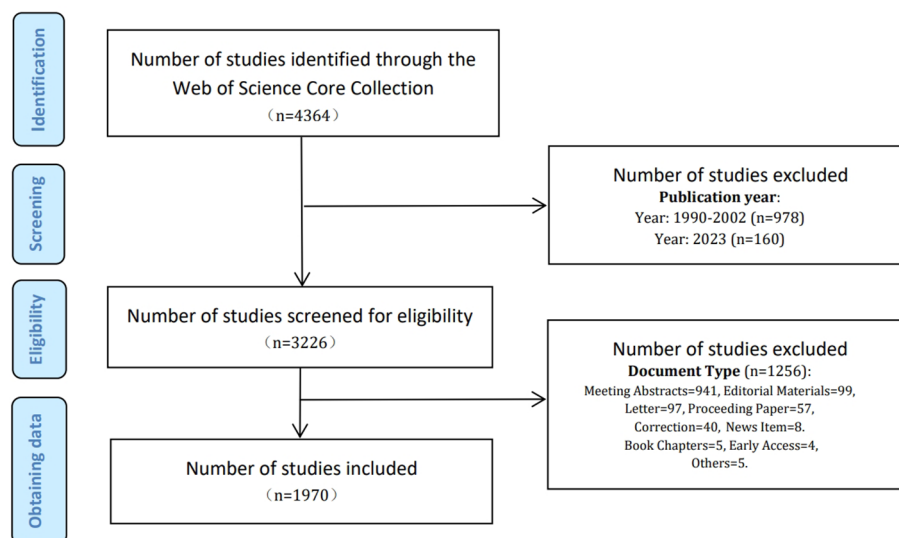 Identification
Number of studies identified through the
Web of Science Core Collection
（n=4364）
Screening
Number of studies excluded
Publication year:
Year: 1990-2002 (n=978)
Year: 2023 (n=160)
Eligibility
Number of studies screened for eligibility
（n=3226）
Number of studies excluded
Document Type (n=1256):
Meeting Abstracts=941, Editorial Materials=99,
Letter=97, Proceeding Paper=57,
Correction=40, News Item=8.
Book Chapters=5, Early Access=4,
Others=5.
Obtaining data
Number of studies included
（n=1970）